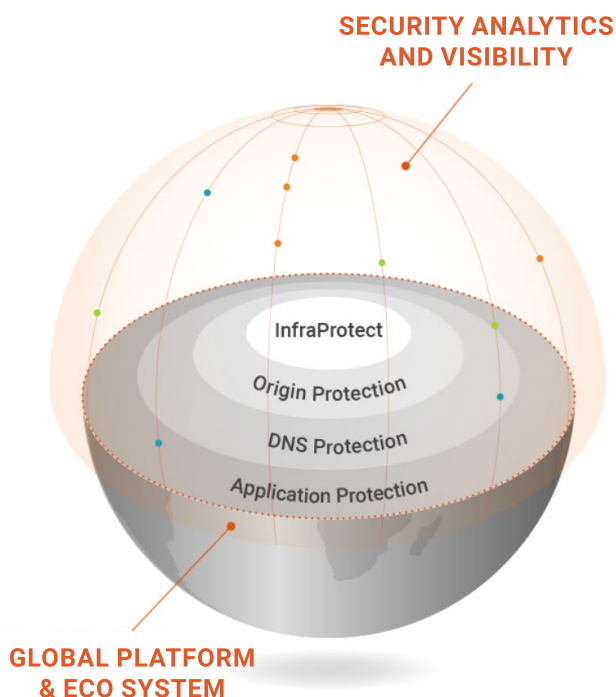 SECURITY ANALYTICS
AND VISIBILITY
InfraProtect
Origin Protection
DNS Protection
Application Protection
GLOBAL PLATFORM
& ECO SYSTEM